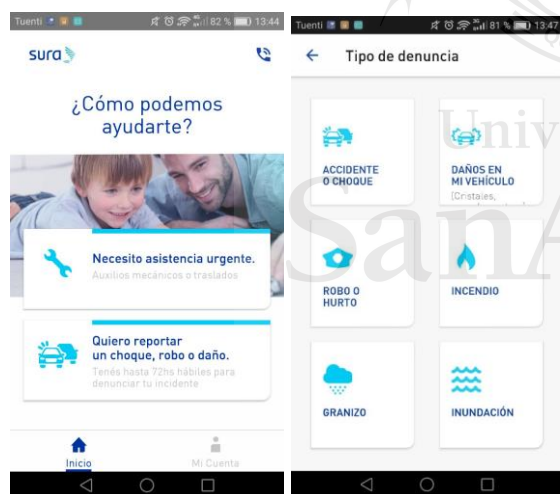 Tuenti 82 % 13:44
sura
¿Cómo podemos
ayudarte?
Necesito asistencia urgente.
Auxilios mecánicos o traslados
Quiero reportar
un choque, robo o daño.
Tenés hasta 72hs hábiles para
denunciar tu incidente
Inicio
Mi Cuenta
Tuenti 81 % 13:47
Tipo de denuncia
ACCIDENTE
O CHOQUE
DAÑOS EN
MI VEHÍCULO
(Cristales,
ROBO O
HURTO
INCENDIO
GRANIZO
INUNDACIÓN
Univ
SanA